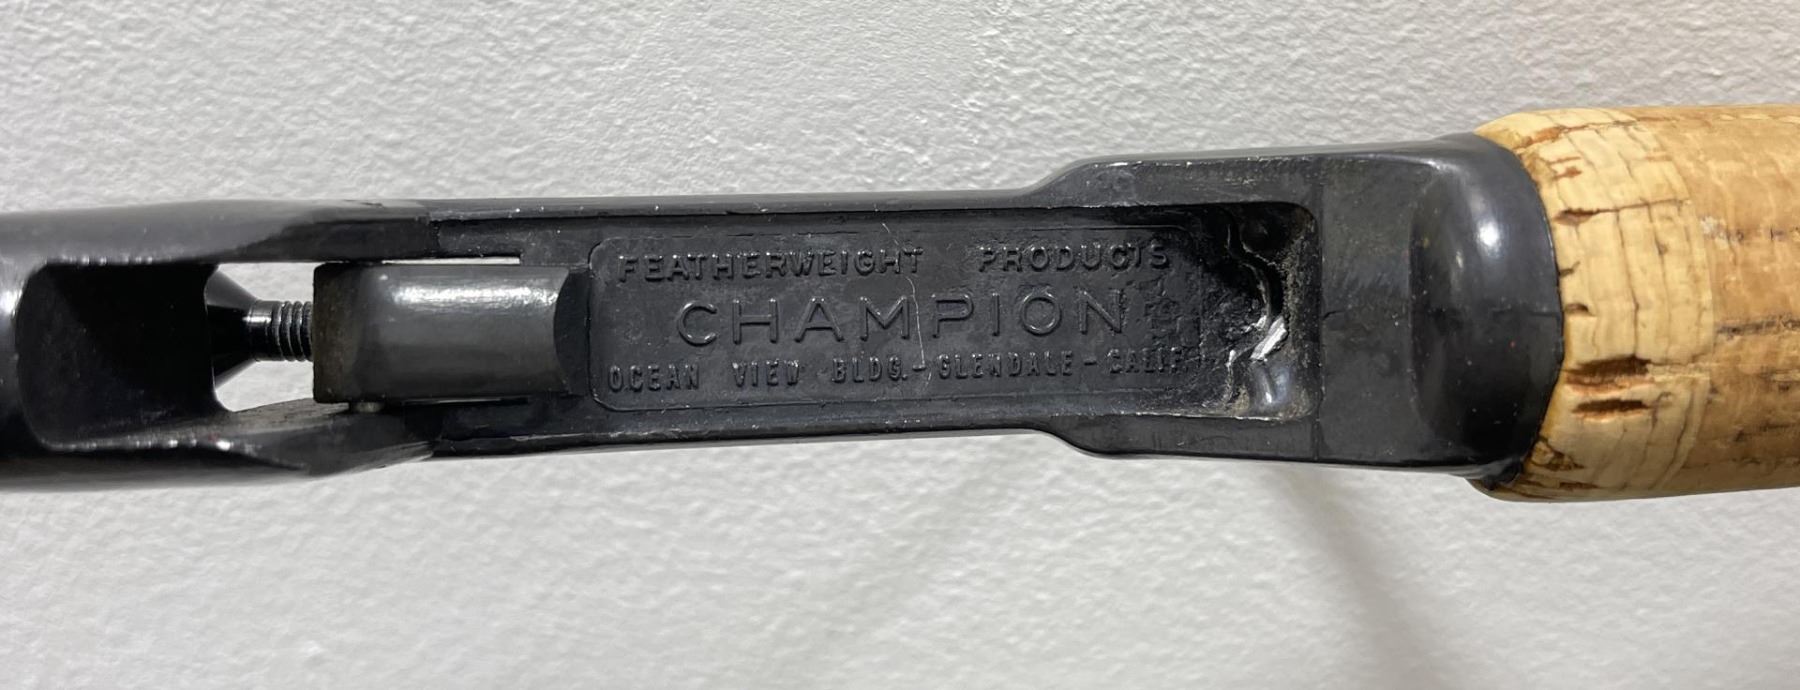 FEATHERWEIGHT PRODUCTS
CHAMPION
OCEAN VIEW BLDG.-GLENDALE-CALIF.